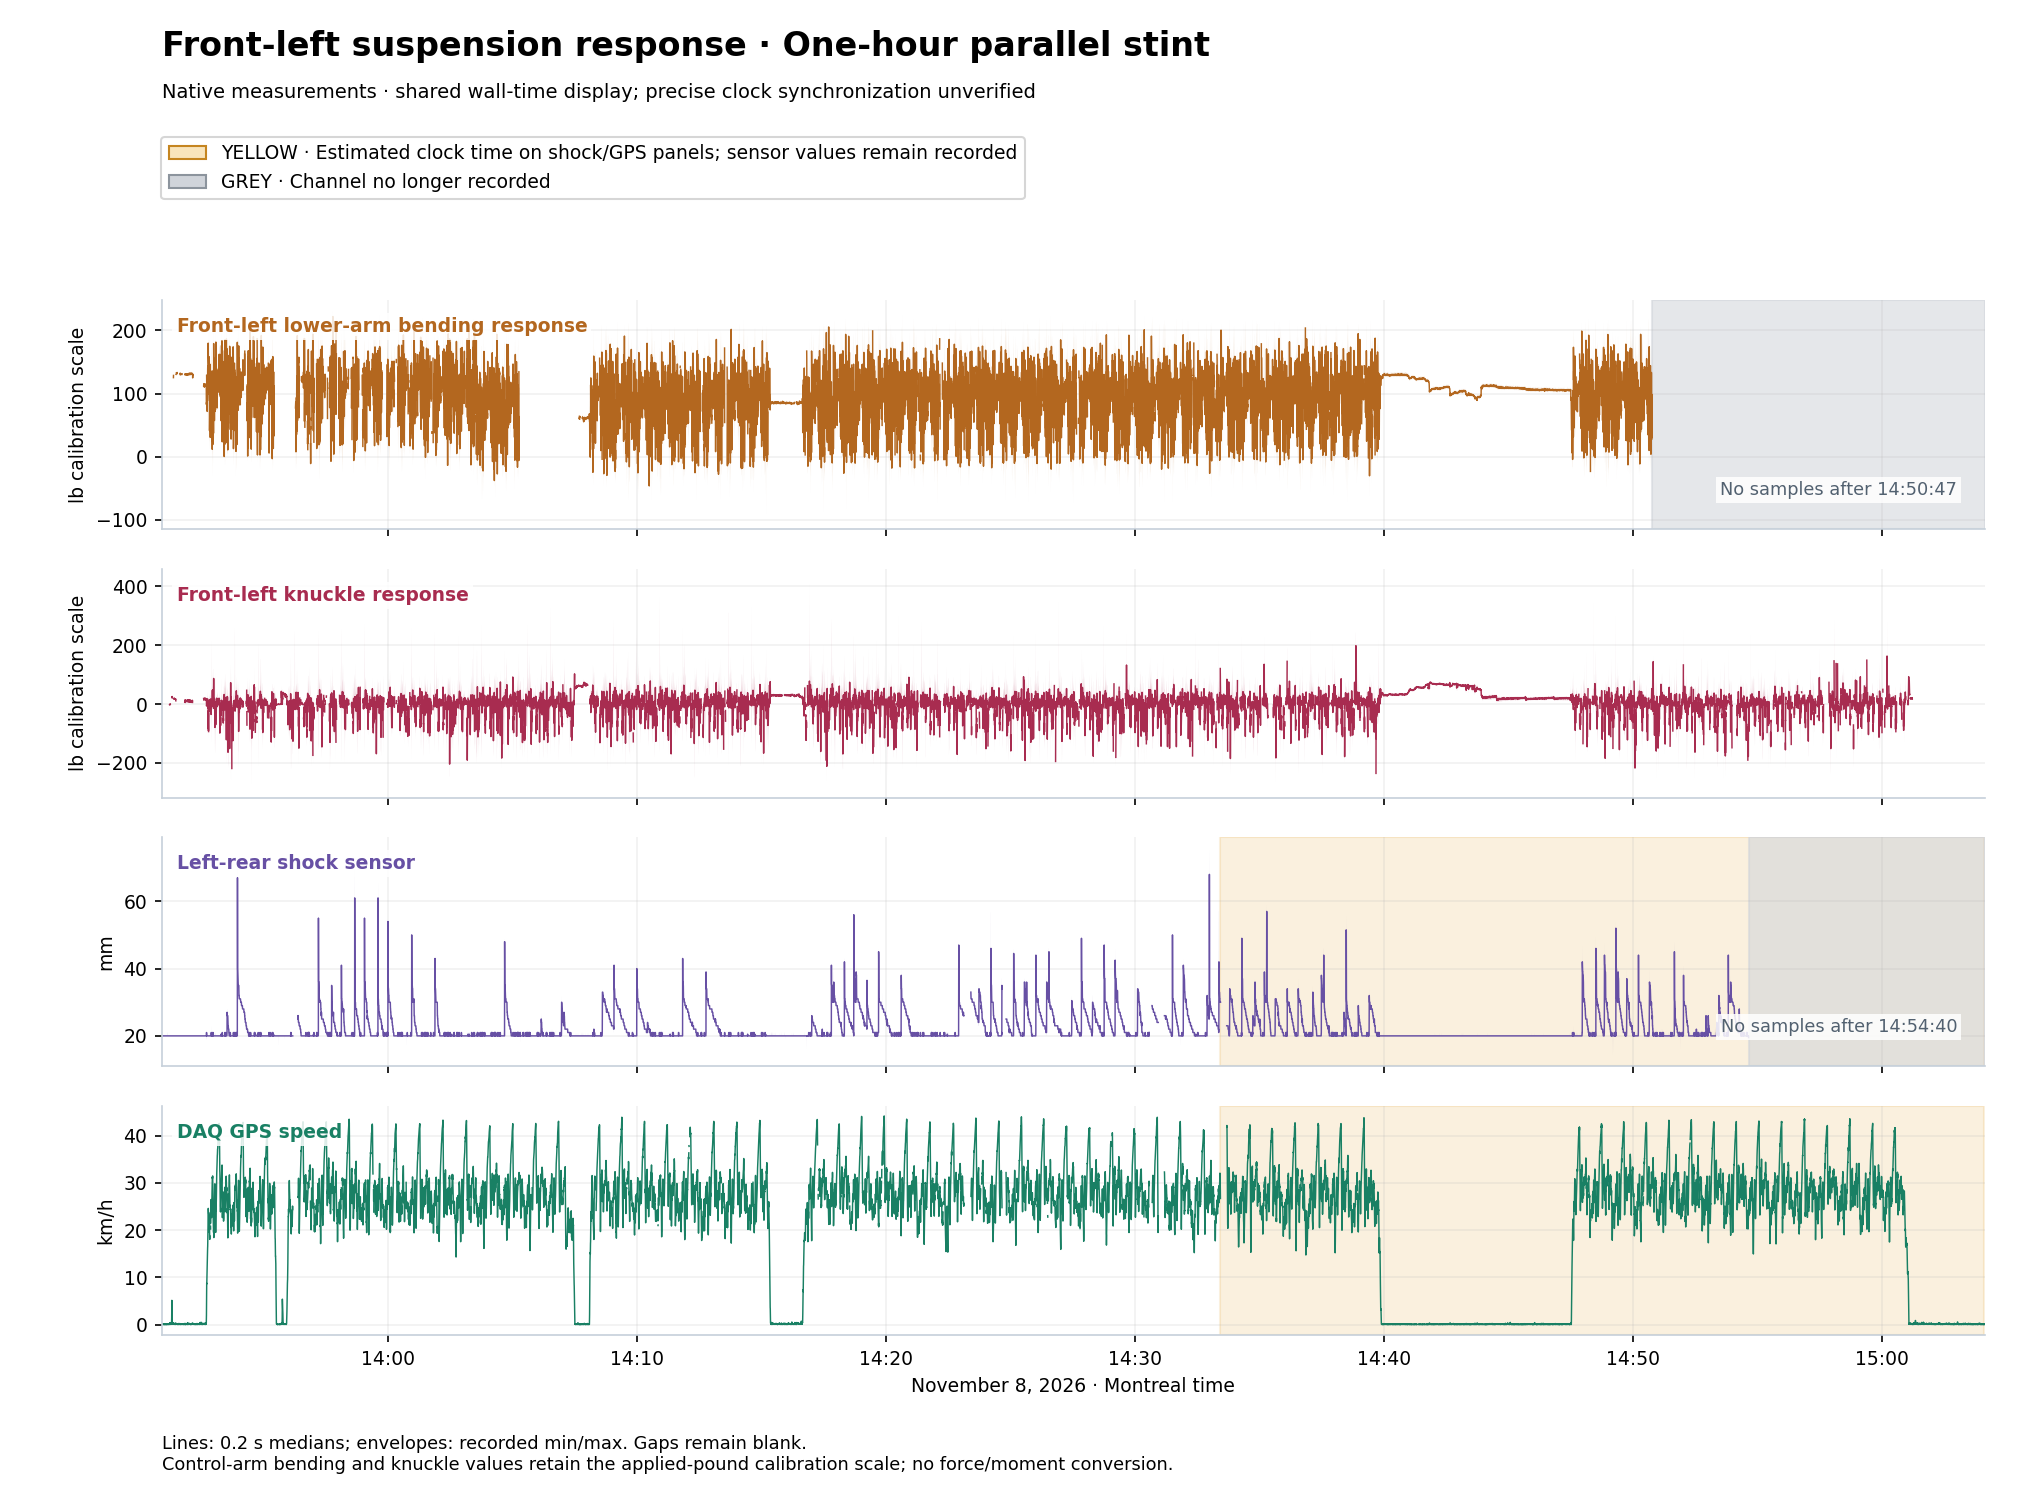 Front-left suspension response · One-hour parallel stint
Native measurements · shared wall-time display; precise clock synchronization unverified
YELLOW · Estimated clock time on shock/GPS panels; sensor values remain recorded
GREY · Channel no longer recorded
Front-left lower-arm bending response
lb calibration scale
200
100
0
−100
No samples after 14:50:47
Front-left knuckle response
lb calibration scale
400
200
0
−200
Left-rear shock sensor
mm
60
40
20
No samples after 14:54:40
DAQ GPS speed
km/h
40
30
20
10
0
14:00 14:10 14:20 14:30 14:40 14:50 15:00
November 8, 2026 · Montreal time
Lines: 0.2 s medians; envelopes: recorded min/max. Gaps remain blank.
Control-arm bending and knuckle values retain the applied-pound calibration scale; no force/moment conversion.